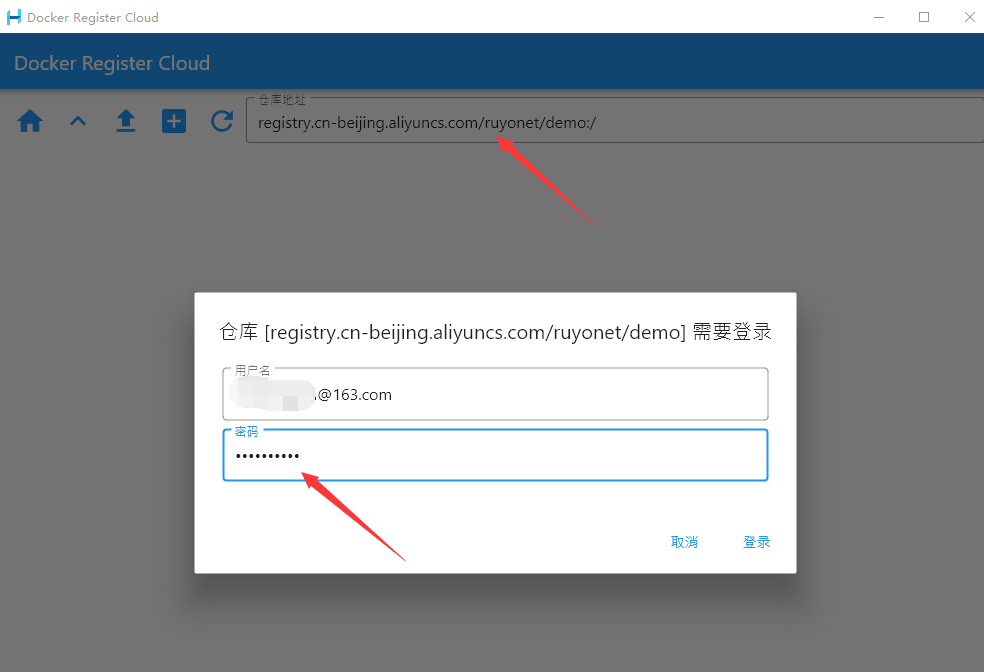 Docker Register Cloud
Docker Register Cloud
仓库地址
registry.cn-beijing.aliyuncs.com/ruyonet/demo:/
仓库 [registry.cn-beijing.aliyuncs.com/ruyonet/demo] 需要登录
用户名
@163.com
密码
••••••••••
取消
登录